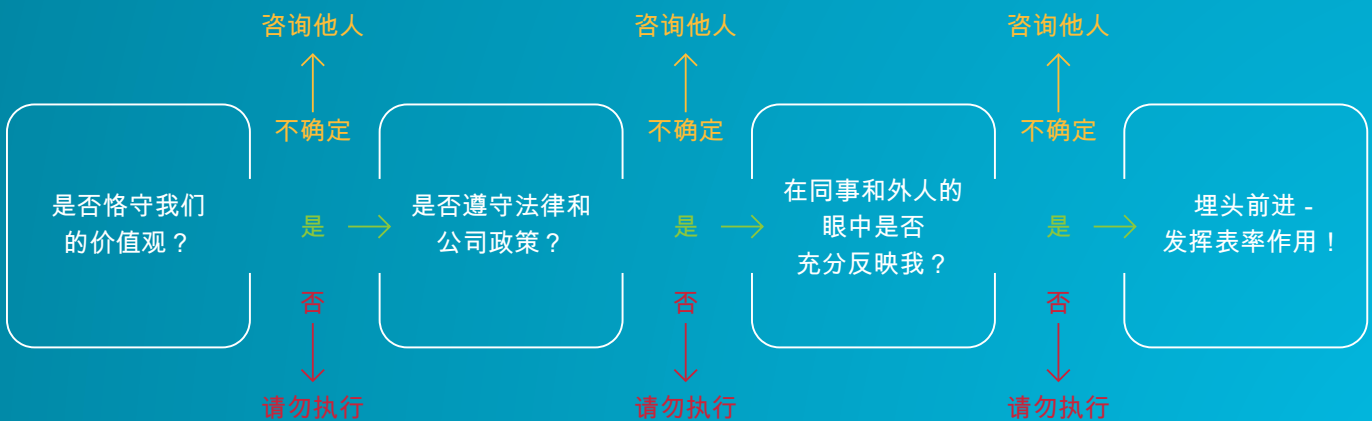 咨询他人
咨询他人
咨询他人
不确定
不确定
不确定
是否恪守我们
的价值观？
是
是否遵守法律和
公司政策？
是
在同事和外人的
眼中是否
充分反映我？
是
埋头前进 -
发挥表率作用！
否
否
否
请勿执行
请勿执行
请勿执行